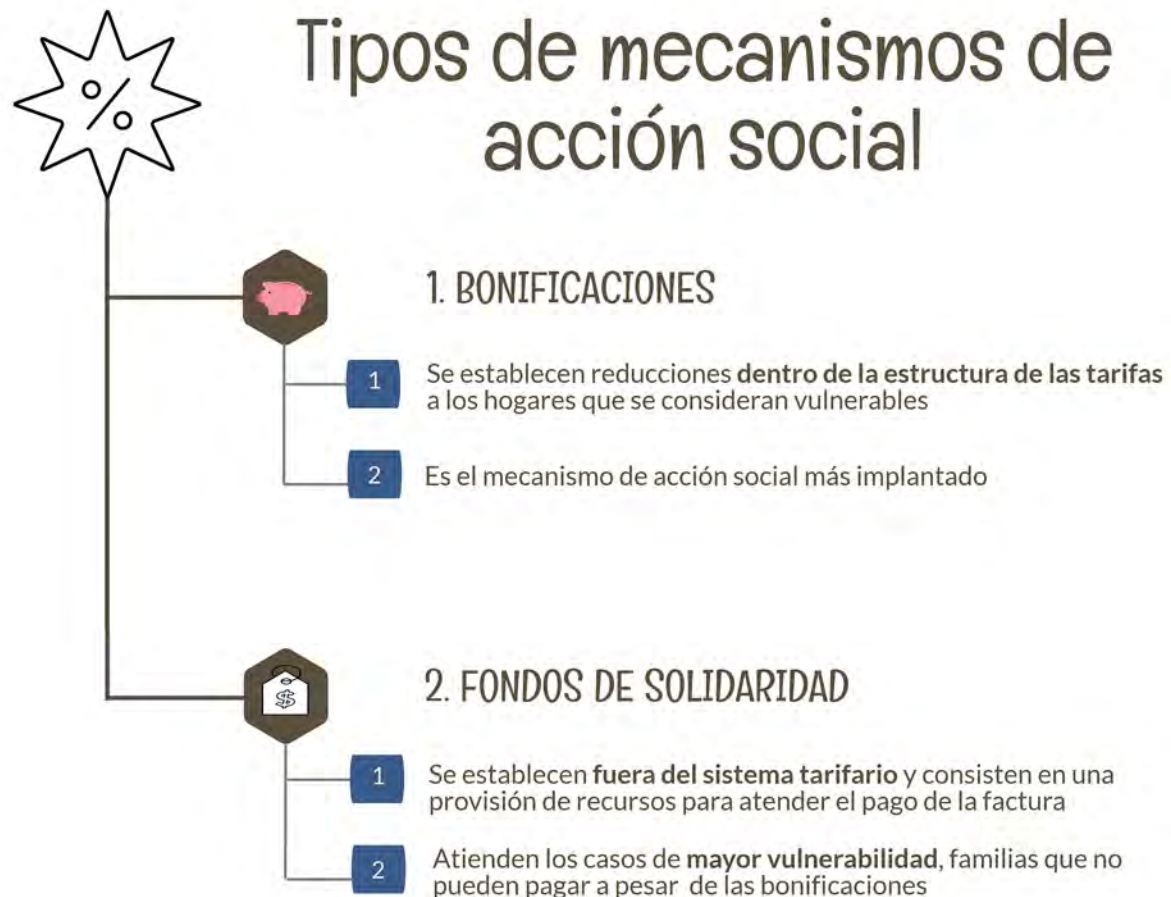 %
Tipos de mecanismos de
acción social
1. BONIFICACIONES
1
Se establecen reducciones dentro de la estructura de las tarifas
a los hogares que se consideran vulnerables
2
Es el mecanismo de acción social más implantado
2. FONDOS DE SOLIDARIDAD
$
1
Se establecen fuera del sistema tarifario y consisten en una
provisión de recursos para atender el pago de la factura
2
Atienden los casos de mayor vulnerabilidad, familias que no
pueden pagar a pesar de las bonificaciones